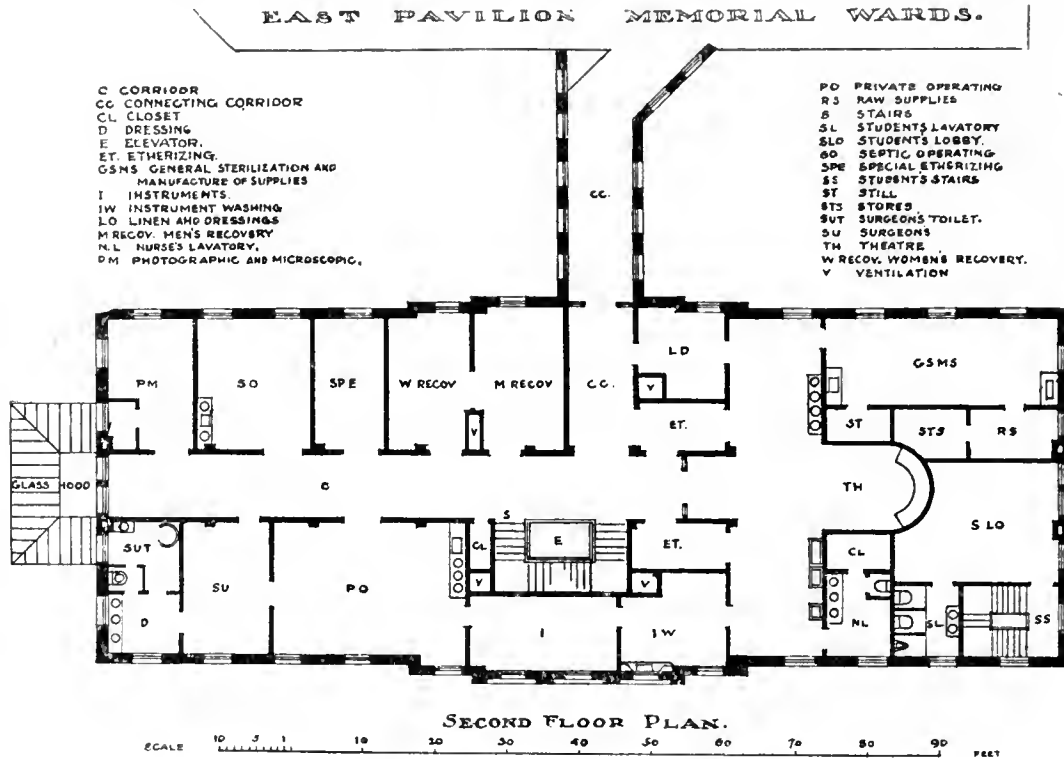 EAST PAVILION MEMORIAL WARDS.
C CORRIDOR
CC CONNECTING CORRIDOR
CL CLOSET
D DRESSING
E ELEVATOR.
ET. ETHERIZING.
GSMS GENERAL STERILIZATION AND
MANUFACTURE OF SUPPLIES
I INSTRUMENTS.
IW INSTRUMENT WASHING
LD LINEN AND DRESSINGS
M RECOV. MEN'S RECOVERY
N.L NURSE'S LAVATORY.
PM PHOTOGRAPHIC AND MICROSCOPIC.
PO PRIVATE OPERATING
RS RAW SUPPLIES
S STAIRS
SL STUDENTS LAVATORY
SLO STUDENTS LOBBY.
SO SEPTIC OPERATING
SPE SPECIAL ETHERIZING
SS STUDENT'S STAIRS
ST STILL
STS STORES
SUT SURGEON'S TOILET.
SU SURGEONS
TH THEATRE
W RECOV. WOMEN'S RECOVERY.
V VENTILATION
CC.
PM
SO
SPE
W RECOV
M RECOV
V
CC.
LD
V
ET.
GSMS
ST
STS
RS
GLASS HOOD
C
TH
S LO
S
E
CL
V
ET.
V
CL
SUT
SU
PO
D
I
IW
NL
SL
SS
SECOND FLOOR PLAN.
SCALE 10 5 1 10 20 30 40 50 60 70 80 90 FEET